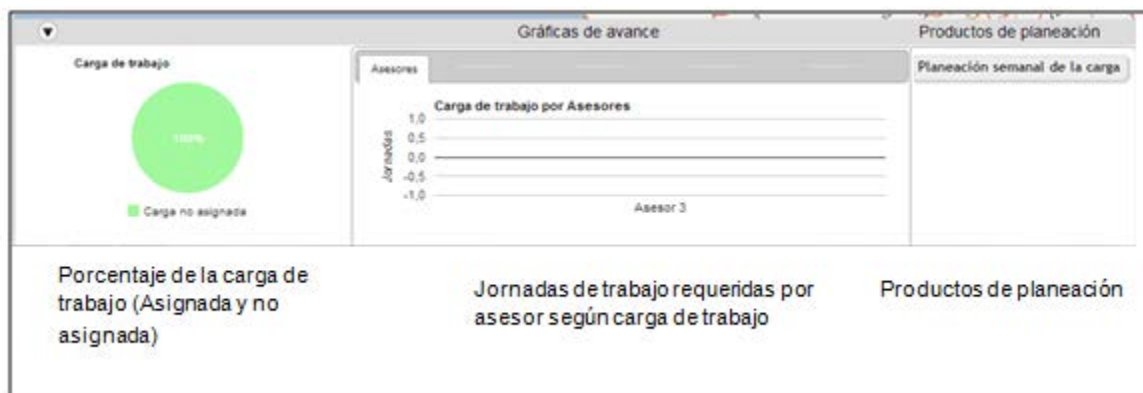 Gráficas de avance
Productos de planeación
Carga de trabajo
100%
Carga no asignada
Asesores
Carga de trabajo por Asesores
Jornadas
1,0
0,5
0,0
-0,5
-1,0
Asesor 3
Planeación semanal de la carga
Porcentaje de la carga de
trabajo (Asignada y no
asignada)
Jornadas de trabajo requeridas por
asesor según carga de trabajo
Productos de planeación